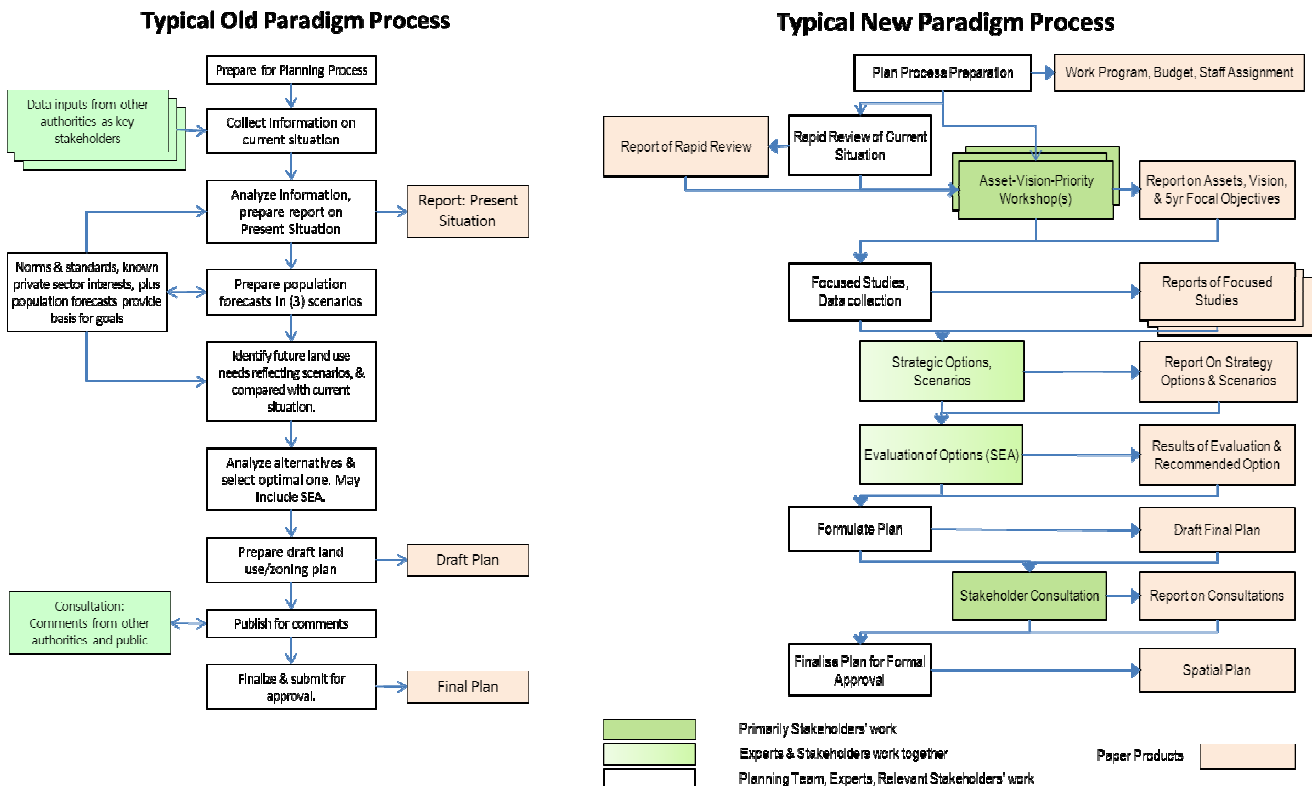 Typical Old Paradigm Process
Prepare for Planning Process
Data inputs from other
authorities as key
stakeholders
Collect information on
current situation
Analyze information,
prepare report on
Present Situation
Report: Present
Situation
Norms & standards, known
private sector interests, plus
population forecasts provide
basis for goals
Prepare population
forecasts in (3) scenarios
Identify future land use
needs reflecting scenarios, &
compared with current
situation.
Analyze alternatives &
select optimal one. May
include SEA.
Prepare draft land
use/zoning plan
Draft Plan
Consultation:
Comments from other
authorities and public
Publish for comments
Finalize & submit for
approval.
Final Plan
Typical New Paradigm Process
Plan Process Preparation
Work Program, Budget, Staff Assignment
Report of Rapid Review
Rapid Review of Current
Situation
Asset-Vision-Priority
Workshop(s)
Report on Assets, Vision,
& 5yr Focal Objectives
Focused Studies,
Data collection
Reports of Focused
Studies
Strategic Options,
Scenarios
Report On Strategy
Options & Scenarios
Evaluation of Options (SEA)
Results of Evaluation &
Recommended Option
Formulate Plan
Draft Final Plan
Stakeholder Consultation
Report on Consultations
Finalise Plan for Formal
Approval
Spatial Plan
Primarily Stakeholders' work
Experts & Stakeholders work together
Planning Team, Experts, Relevant Stakeholders' work
Paper Products